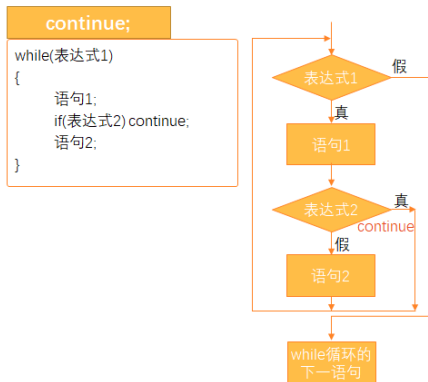 continue;
while(表达式1)
{
语句1;
if(表达式2) continue;
语句2;
}
表达式1
假
真
语句1
表达式2
真
continue
假
语句2
while循环的
下一语句